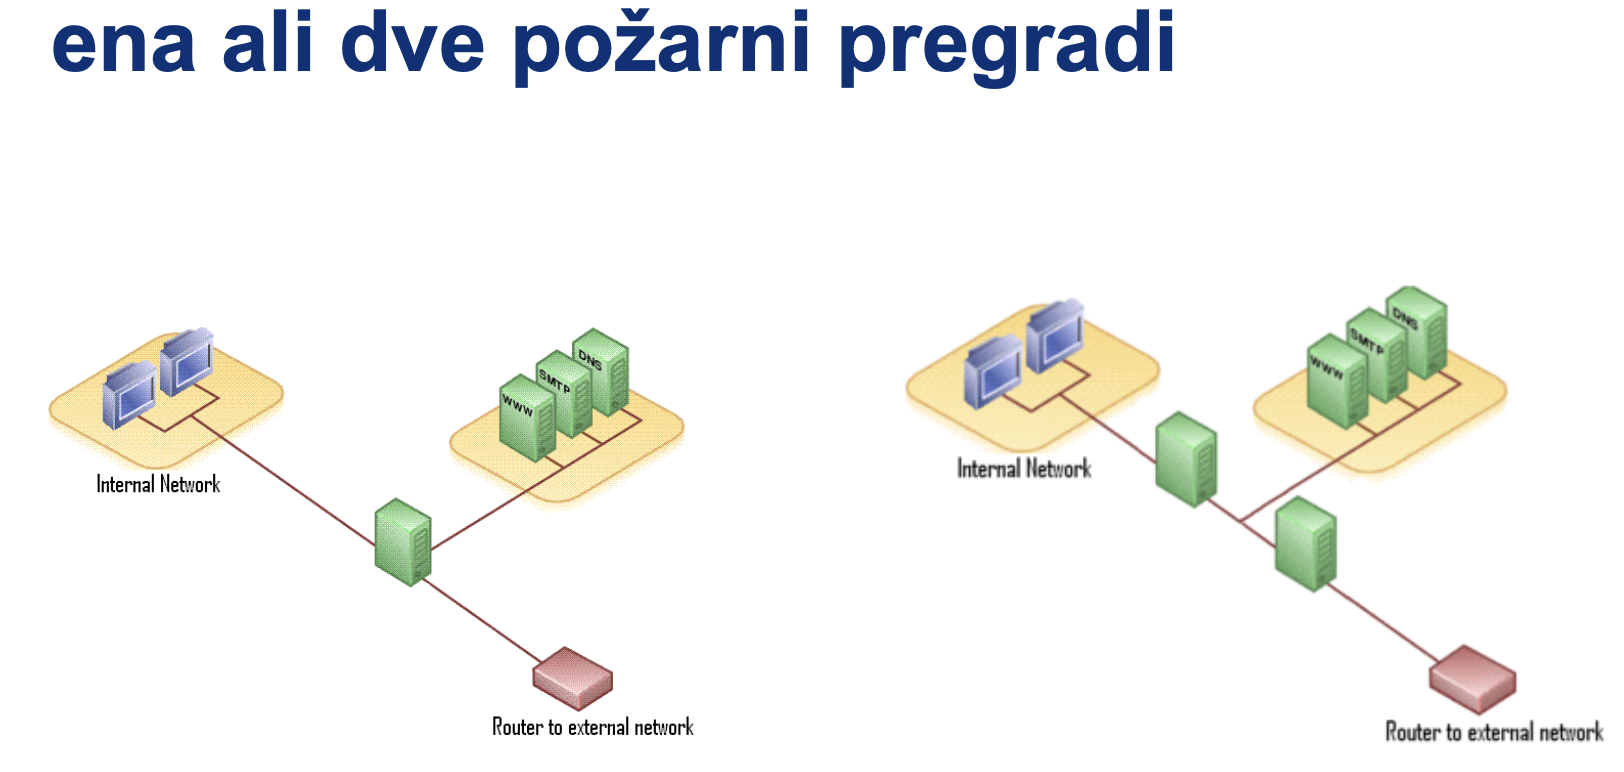 ena ali dve požarni pregradi
DNS
SMTP
WWW
Internal Network
Router to external network
DNS
SMTP
WWW
Internal Network
Router to external network